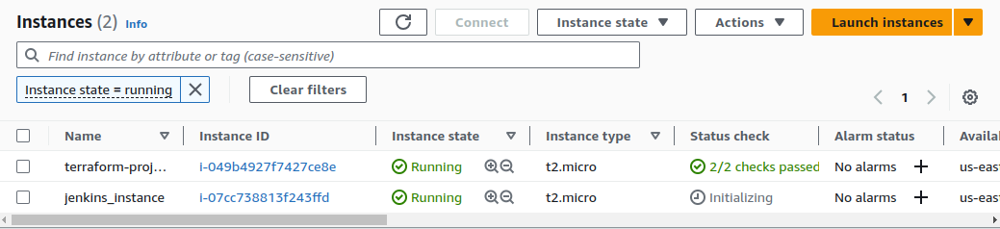 Instances (2) Info Connect Instance state Actions Launch instances
Find instance by attribute or tag (case-sensitive)
Instance state = running Clear filters
1
Name Instance ID Instance state Instance type Status check Alarm status Availa
terraform-proj... i-049b4927f7427ce8e Running t2.micro 2/2 checks passed No alarms us-eas
jenkins_instance i-07cc738813f243ffd Running t2.micro Initializing No alarms us-eas